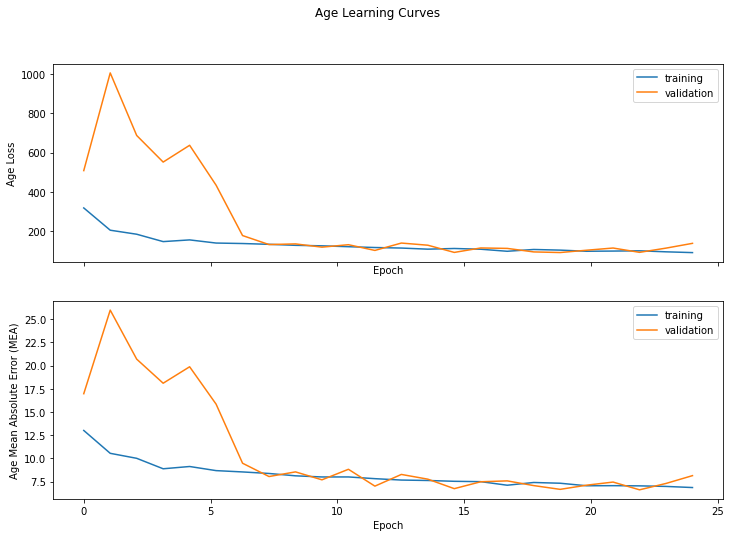 Age Learning Curves
1000
800
600
400
200
Age Loss
training
validation
Epoch
25.0
22.5
20.0
17.5
15.0
12.5
10.0
7.5
Age Mean Absolute Error (MEA)
training
validation
0 5 10 15 20 25
Epoch